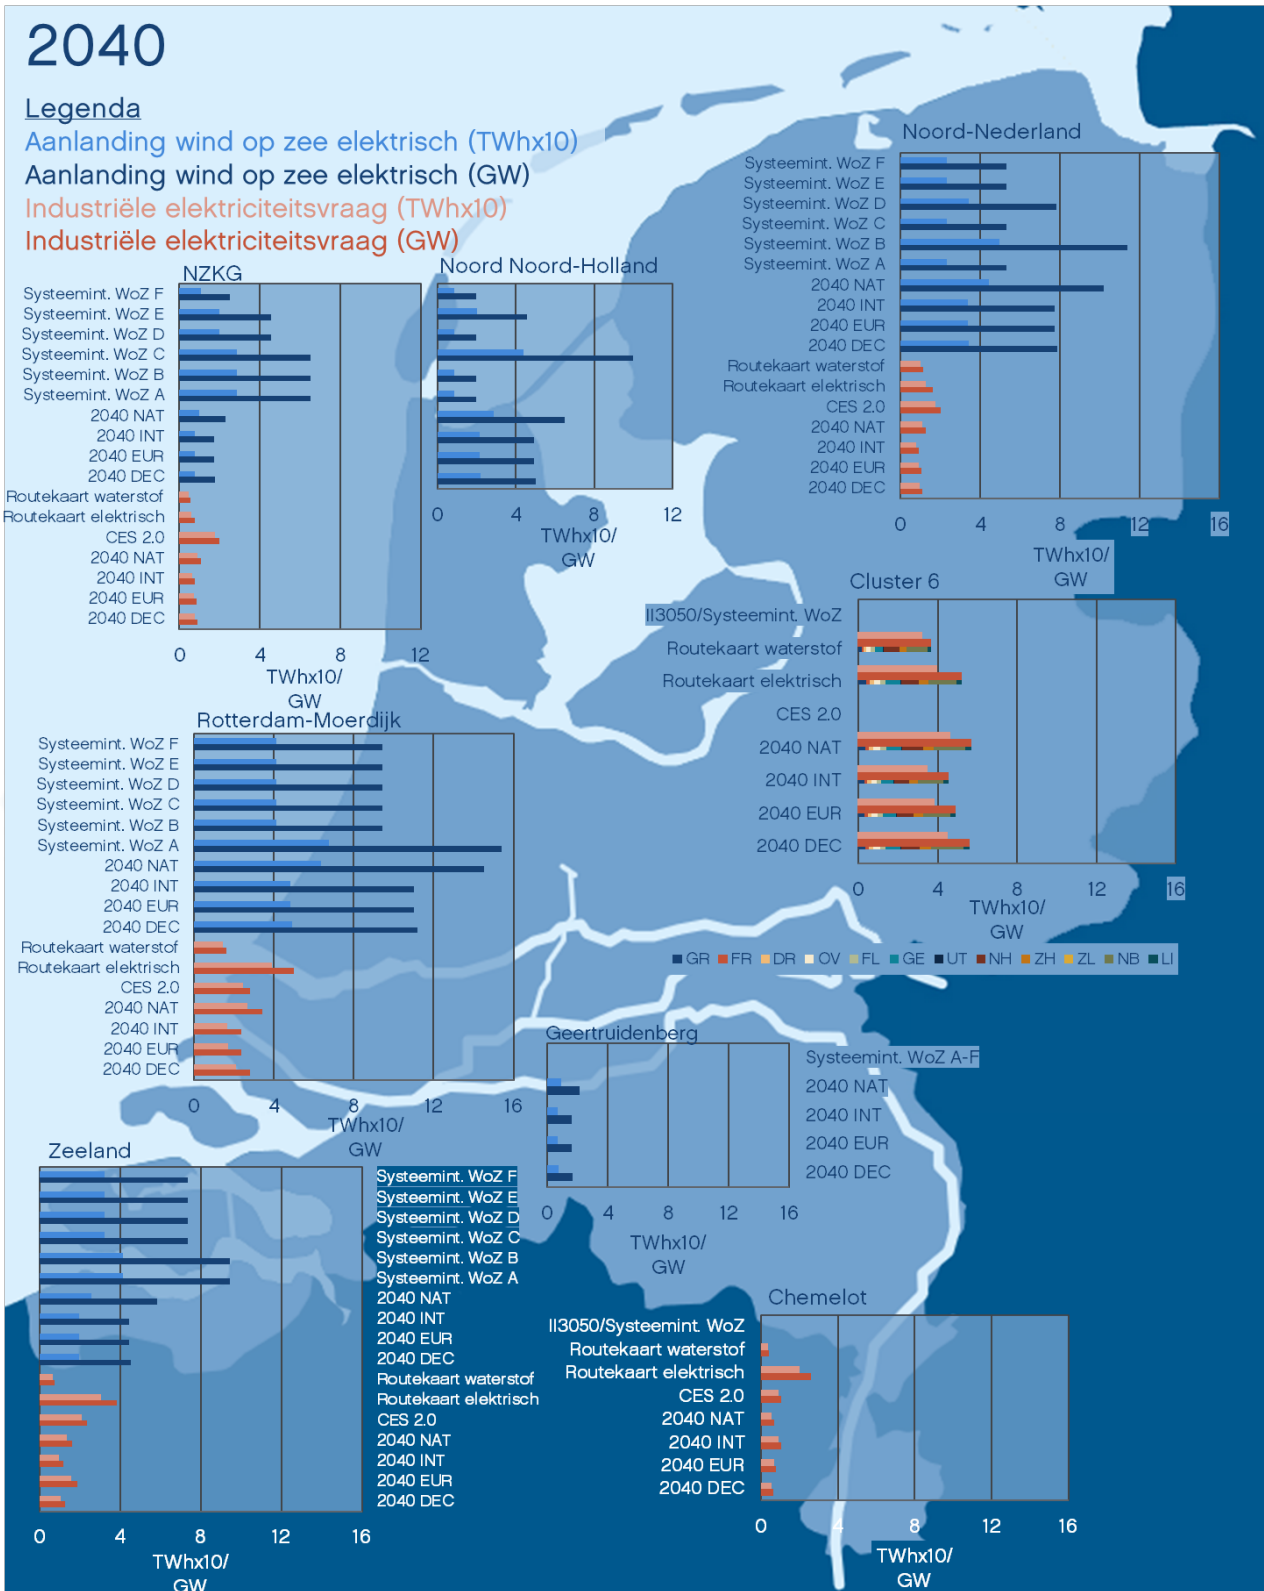 2040
Legenda
Aanlanding wind op zee elektrisch (TWhx10)
Aanlanding wind op zee elektrisch (GW)
Industriële elektriciteitsvraag (TWhx10)
Industriële elektriciteitsvraag (GW)
NZKG
Systeemint. WoZ F
Systeemint. WoZ E
Systeemint. WoZ D
Systeemint. WoZ C
Systeemint. WoZ B
Systeemint. WoZ A
2040 NAT
2040 INT
2040 EUR
2040 DEC
Routekaart waterstof
Routekaart elektrisch
CES 2.0
2040 NAT
2040 INT
2040 EUR
2040 DEC
0 4 8 12
TWhx10/
GW
Noord Noord-Holland
0 4 8 12
TWhx10/
GW
Noord-Nederland
Systeemint. WoZ F
Systeemint. WoZ E
Systeemint. WoZ D
Systeemint. WoZ C
Systeemint. WoZ B
Systeemint. WoZ A
2040 NAT
2040 INT
2040 EUR
2040 DEC
Routekaart waterstof
Routekaart elektrisch
CES 2.0
2040 NAT
2040 INT
2040 EUR
2040 DEC
0 4 8 12 16
TWhx10/
GW
Cluster 6
II3050/Systeemint. WoZ
Routekaart waterstof
Routekaart elektrisch
CES 2.0
2040 NAT
2040 INT
2040 EUR
2040 DEC
0 4 8 12 16
TWhx10/
GW
GR FR DR OV FL GE UT NH ZH ZL NB LI
Rotterdam-Moerdijk
Systeemint. WoZ F
Systeemint. WoZ E
Systeemint. WoZ D
Systeemint. WoZ C
Systeemint. WoZ B
Systeemint. WoZ A
2040 NAT
2040 INT
2040 EUR
2040 DEC
Routekaart waterstof
Routekaart elektrisch
CES 2.0
2040 NAT
2040 INT
2040 EUR
2040 DEC
0 4 8 12 16
TWhx10/
GW
Geertruidenberg
Systeemint. WoZ A-F
2040 NAT
2040 INT
2040 EUR
2040 DEC
0 4 8 12 16
TWhx10/
GW
Zeeland
Systeemint. WoZ F
Systeemint. WoZ E
Systeemint. WoZ D
Systeemint. WoZ C
Systeemint. WoZ B
Systeemint. WoZ A
2040 NAT
2040 INT
2040 EUR
2040 DEC
Routekaart waterstof
Routekaart elektrisch
CES 2.0
2040 NAT
2040 INT
2040 EUR
2040 DEC
0 4 8 12 16
TWhx10/
GW
Chemelot
II3050/Systeemint. WoZ
Routekaart waterstof
Routekaart elektrisch
CES 2.0
2040 NAT
2040 INT
2040 EUR
2040 DEC
0 4 8 12 16
TWhx10/
GW